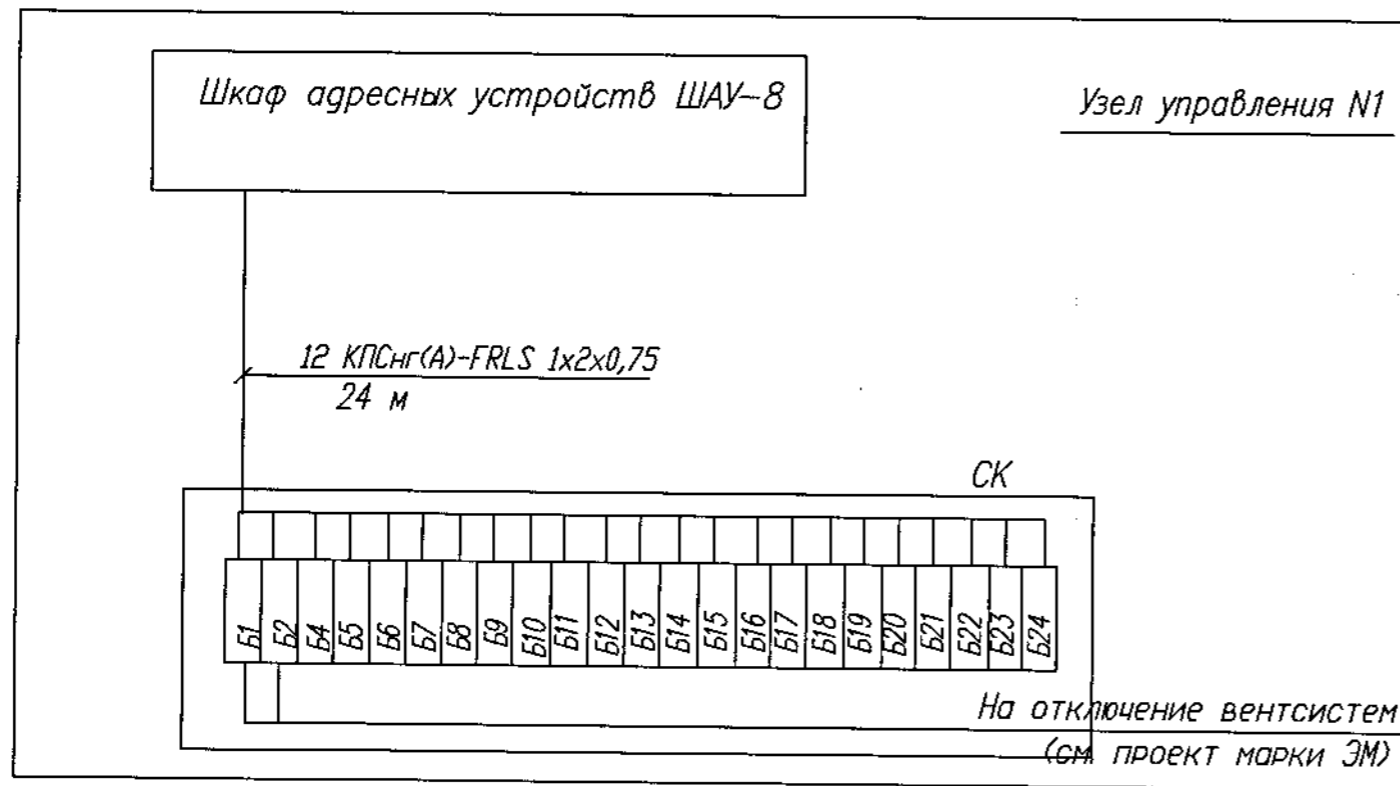 Шкаф адресных устройств ШАУ-8
Узел управления N1
12 КПСнг(А)-FRLS 1х2х0,75
24 м
СК
Б1 Б2 Б4 Б5 Б6 Б7 Б8 Б9 Б10 Б11 Б12 Б13 Б14 Б15 Б16 Б17 Б18 Б19 Б20 Б21 Б22 Б23 Б24
На отключение вентсистем
(см проект марки ЭМ)